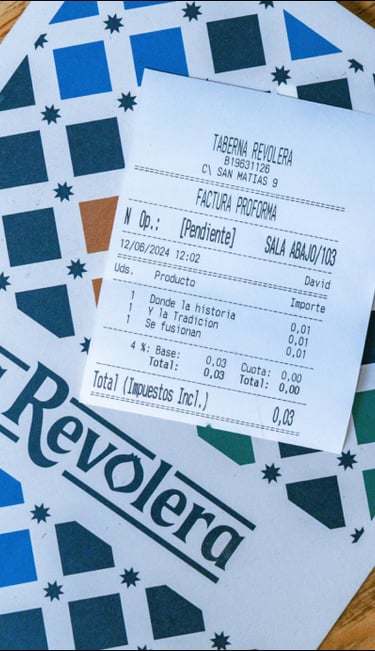 TABERNA REVOLERA
B19631126
C\ SAN MATIAS 9
FACTURA PROFORMA
N Op.: [Pendiente] SALA ABAJO/103
12/06/2024 12:02 David
Uds. Producto Importe
1 Donde la historia 0,01
1 Y la Tradicion 0,01
1 Se fusionan 0,01
4 %: Base: 0,03 Cuota: 0,00
Total: 0,03 Total: 0,00
Total (Impuestos Incl.) 0,03
Revolera